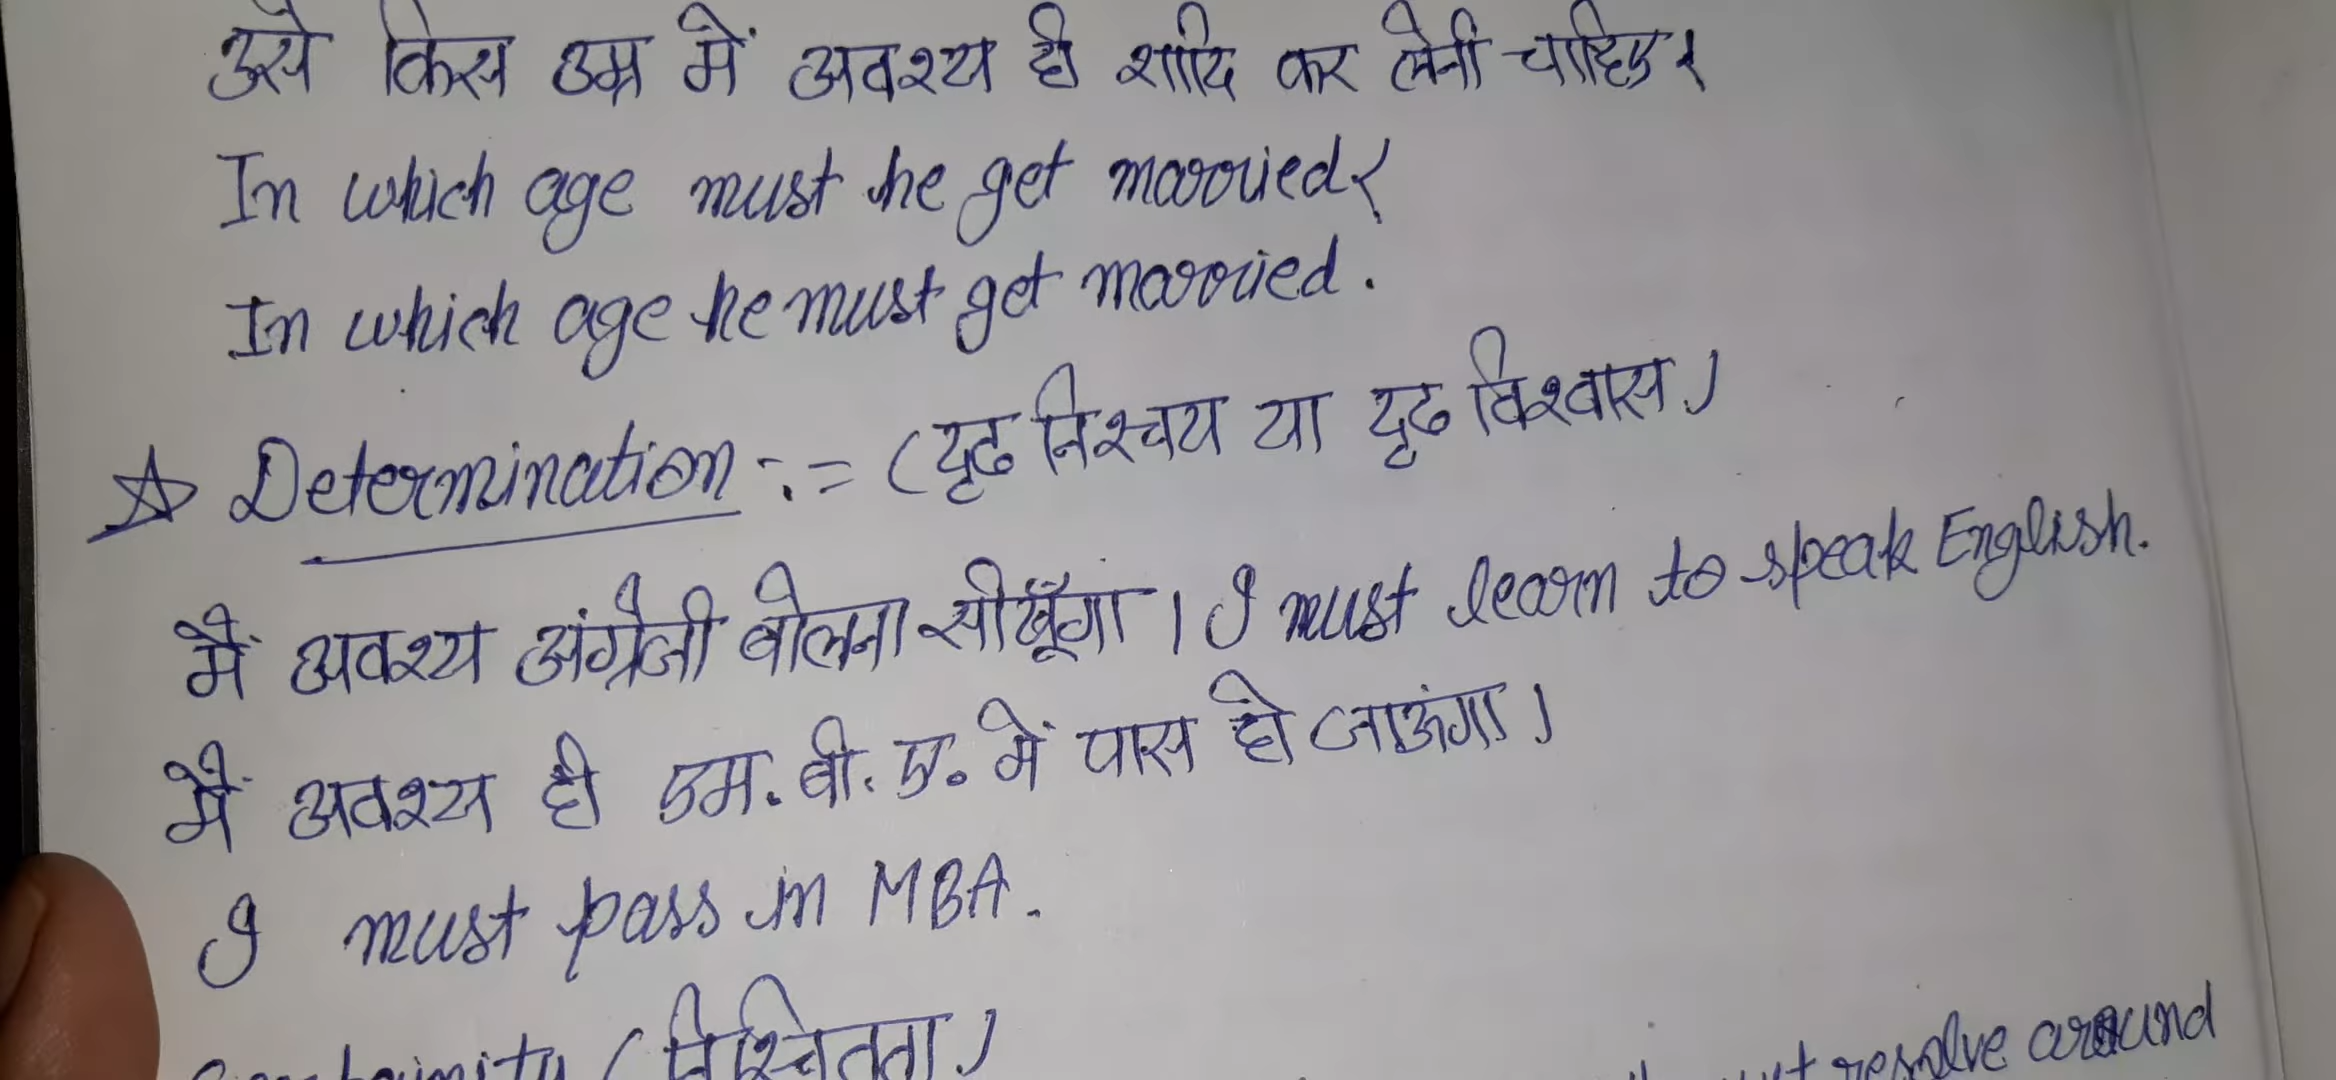 उसे किस उम्र में अवश्य ही शादि कर लेनी चाहिए?
In which age must he get married?
In which age he must get married.
☆ Determination :- = (दृढ़ निश्चय या दृढ़ विश्वास)
मैं अवश्य अंग्रेजी बोलना सीखूँगा। I must learn to speak English.
मैं अवश्य ही एम. बी. ए. में पास हो जाऊंगा।
I must pass in MBA.
(निश्चितता) resolve around